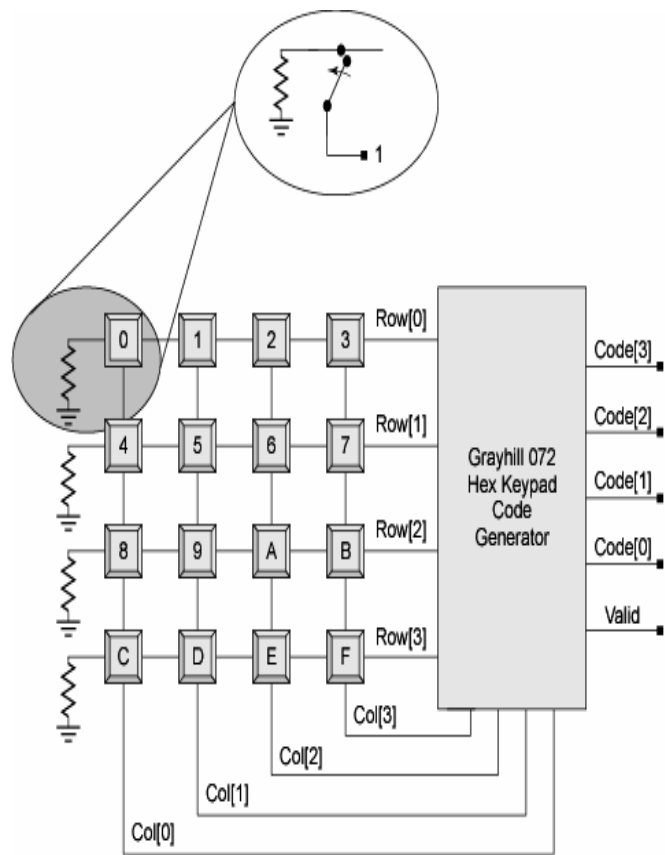 1
0 1 2 3 Row[0]
Code[3]
4 5 6 7 Row[1]
Code[2]
Grayhill 072
Hex Keypad
Code
Generator
Code[1]
8 9 A B Row[2]
Code[0]
Valid
C D E F Row[3]
Col[3]
Col[2]
Col[1]
Col[0]